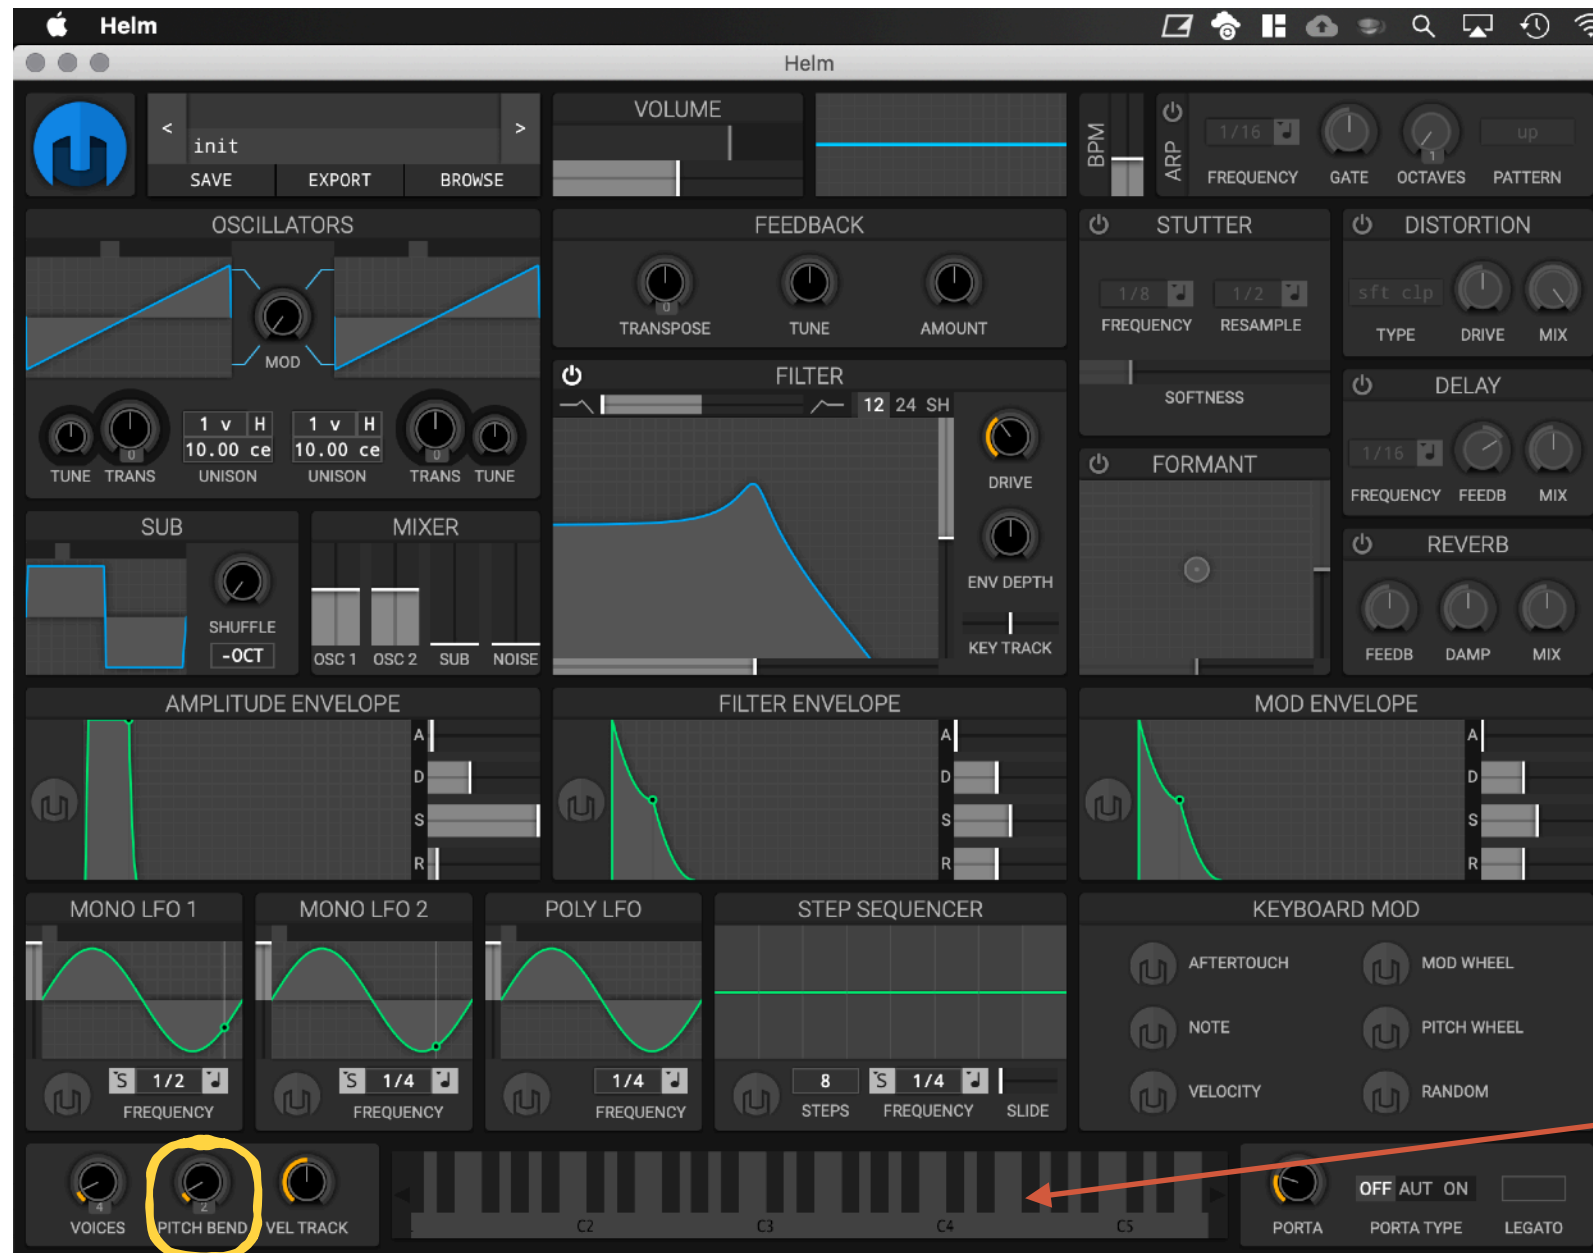 Helm
Helm
<
init
>
SAVE EXPORT BROWSE
VOLUME
BPM
ARP
1/16
1
up
FREQUENCY GATE OCTAVES PATTERN
OSCILLATORS
MOD
0
1 v H
10.00 ce
1 v H
10.00 ce
0
TUNE TRANS UNISON UNISON TRANS TUNE
FEEDBACK
0
TRANSPOSE TUNE AMOUNT
STUTTER
1/8 1/2
FREQUENCY RESAMPLE
SOFTNESS
DISTORTION
sft clp
TYPE DRIVE MIX
FILTER
12 24 SH
DRIVE
ENV DEPTH
KEY TRACK
FORMANT
DELAY
1/16
FREQUENCY FEEDB MIX
SUB
SHUFFLE
-OCT
MIXER
OSC 1 OSC 2 SUB NOISE
REVERB
FEEDB DAMP MIX
AMPLITUDE ENVELOPE
A
D
S
R
FILTER ENVELOPE
A
D
S
R
MOD ENVELOPE
A
D
S
R
MONO LFO 1
S 1/2
FREQUENCY
MONO LFO 2
S 1/4
FREQUENCY
POLY LFO
1/4
FREQUENCY
STEP SEQUENCER
8 S 1/4
STEPS FREQUENCY SLIDE
KEYBOARD MOD
AFTERTOUCH MOD WHEEL
NOTE PITCH WHEEL
VELOCITY RANDOM
4 2
VOICES PITCH BEND VEL TRACK
C2 C3 C4 C5
OFF AUT ON
PORTA PORTA TYPE LEGATO